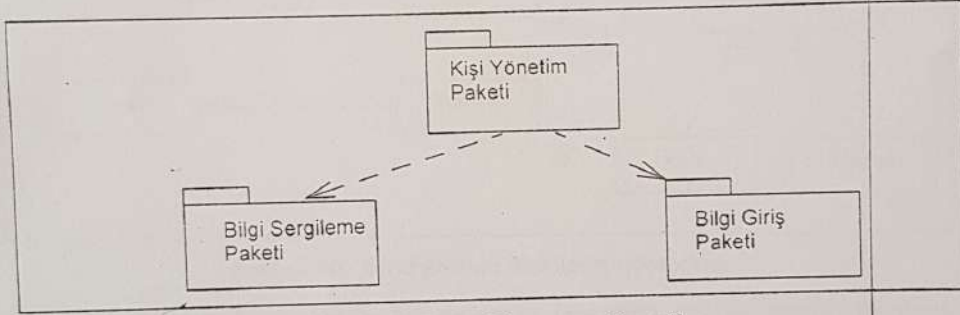 Kişi Yönetim
Paketi
Bilgi Sergileme
Paketi
Bilgi Giriş
Paketi